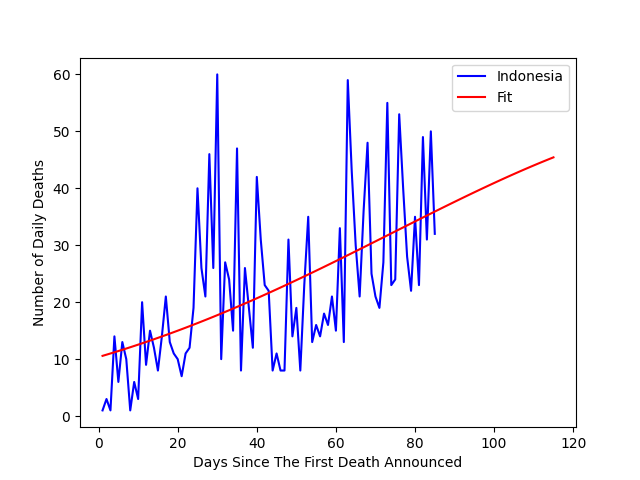 Indonesia
Fit
Number of Daily Deaths
60
50
40
30
20
10
0
0 20 40 60 80 100 120
Days Since The First Death Announced